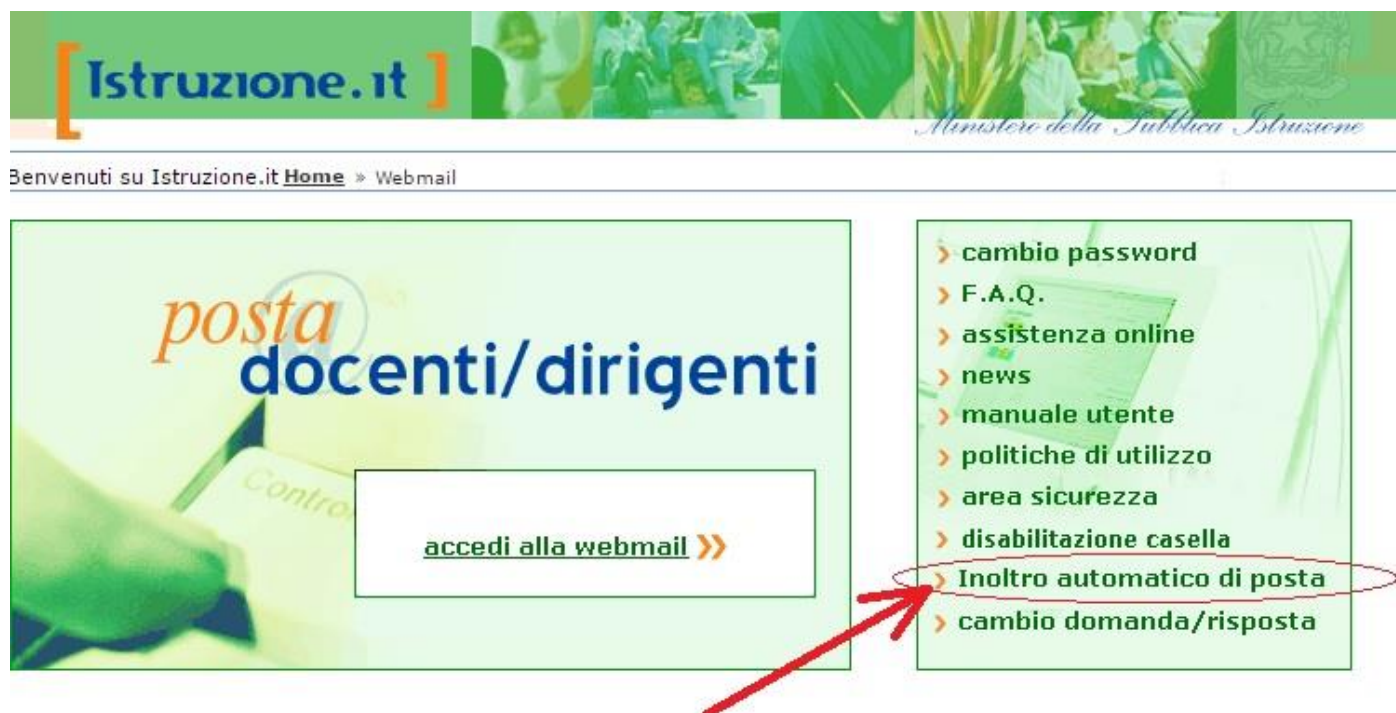 [Istruzione.it]
Ministero della Pubblica Istruzione
Benvenuti su Istruzione.it Home » Webmail
posta
@
docenti/dirigenti
Control
accedi alla webmail »
› cambio password
› F.A.Q.
› assistenza online
› news
› manuale utente
› politiche di utilizzo
› area sicurezza
› disabilitazione casella
› Inoltro automatico di posta
› cambio domanda/risposta